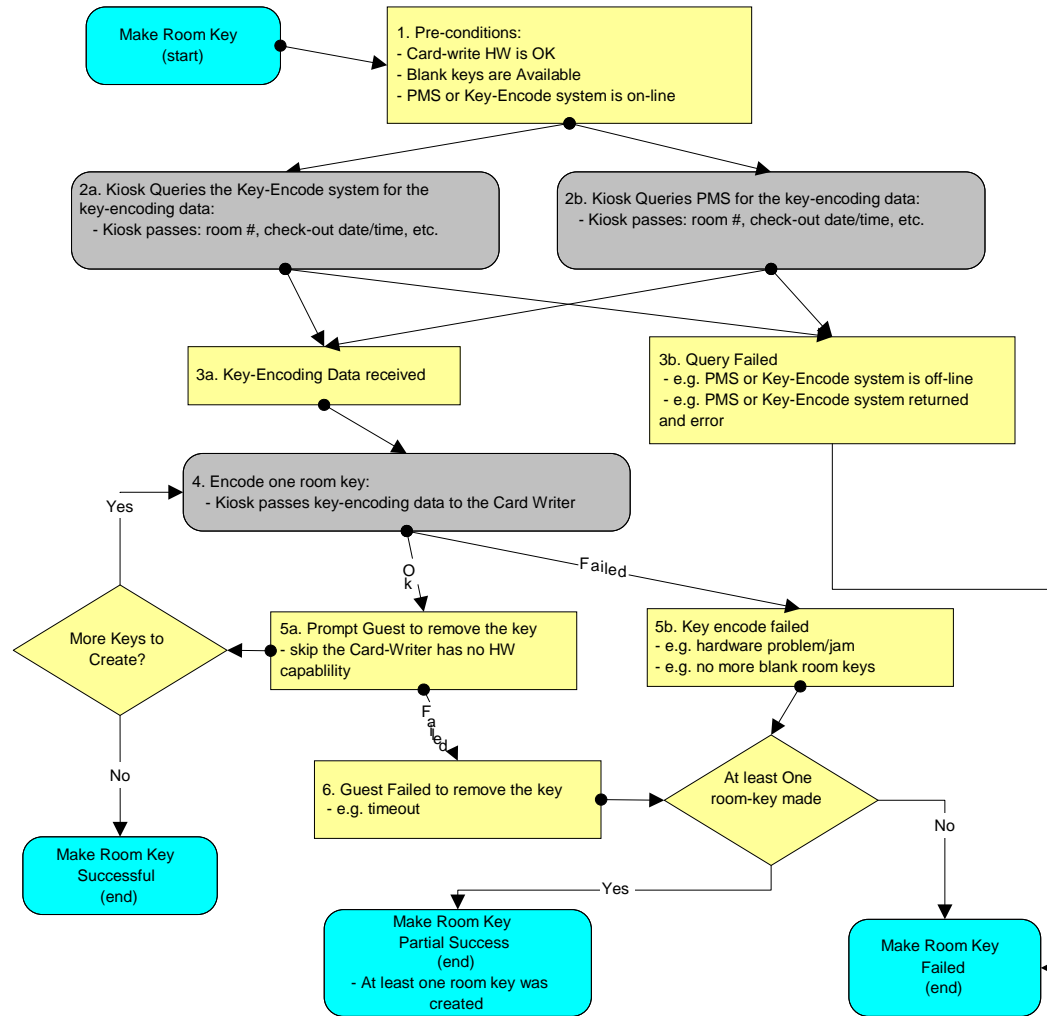 Make Room Key
(start)
1. Pre-conditions:
- Card-write HW is OK
- Blank keys are Available
- PMS or Key-Encode system is on-line
2a. Kiosk Queries the Key-Encode system for the
key-encoding data:
- Kiosk passes: room #, check-out date/time, etc.
2b. Kiosk Queries PMS for the key-encoding data:
- Kiosk passes: room #, check-out date/time, etc.
3a. Key-Encoding Data received
3b. Query Failed
- e.g. PMS or Key-Encode system is off-line
- e.g. PMS or Key-Encode system returned
and error
4. Encode one room key:
- Kiosk passes key-encoding data to the Card Writer
Yes
Ok
Failed
More Keys to
Create?
5a. Prompt Guest to remove the key
- skip the Card-Writer has no HW
capablility
5b. Key encode failed
- e.g. hardware problem/jam
- e.g. no more blank room keys
Failed
No
6. Guest Failed to remove the key
- e.g. timeout
At least One
room-key made
No
Yes
Make Room Key
Successful
(end)
Make Room Key
Partial Success
(end)
- At least one room key was
created
Make Room Key
Failed
(end)